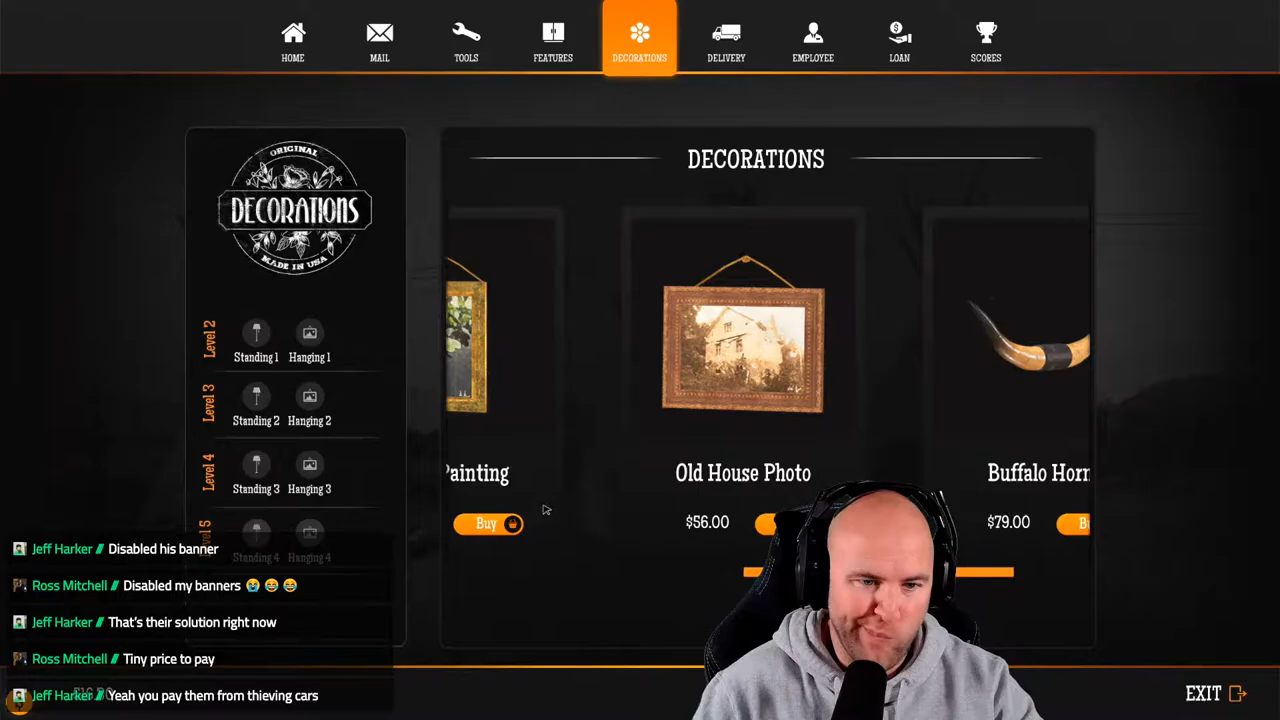 HOME
MAIL
TOOLS
FEATURES
DECORATIONS
DELIVERY
EMPLOYEE
LOAN
SCORES
ORIGINAL
DECORATIONS
MADE IN USA
Level 2
Standing 1
Hanging 1
Level 3
Standing 2
Hanging 2
Level 4
Standing 3
Hanging 3
Level 5
Standing 4
Hanging 4
DECORATIONS
Painting
Buy
Old House Photo
$56.00
Buffalo Horn
$79.00
B
Jeff Harker // Disabled his banner
Ross Mitchell // Disabled my banners 😭 😂 😂
Jeff Harker // That's their solution right now
Ross Mitchell // Tiny price to pay
Jeff Harker // Yeah you pay them from thieving cars
EXIT